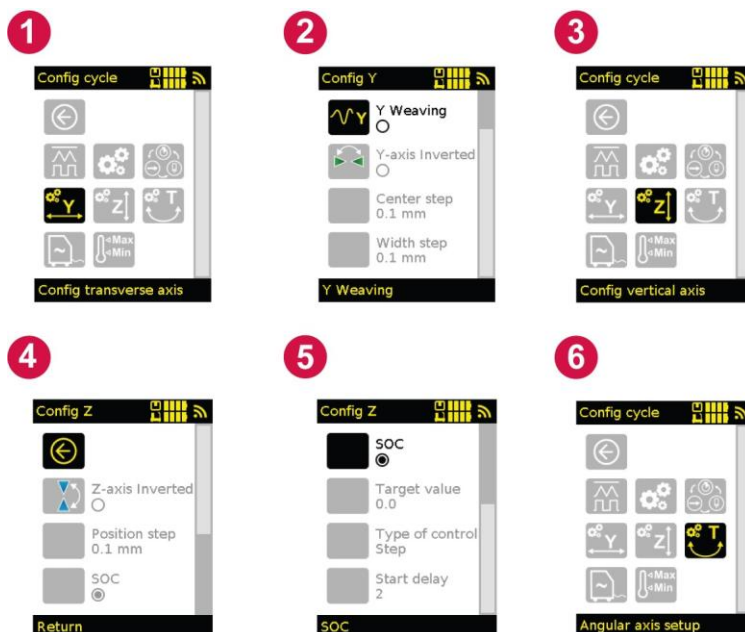 1
Config cycle
Y
Z
T
Max
Min
Config transverse axis
2
Config Y
Y
Y Weaving
Y-axis Inverted
Center step
0.1 mm
Width step
0.1 mm
Y Weaving
3
Config cycle
Y
Z
T
Max
Min
Config vertical axis
4
Config Z
Z-axis Inverted
Position step
0.1 mm
SOC
Return
5
Config Z
SOC
Target value
0.0
Type of control
Step
Start delay
2
SOC
6
Config cycle
Y
Z
T
Max
Min
Angular axis setup